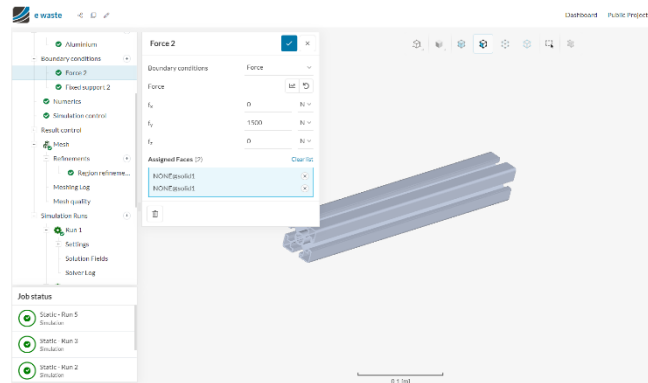 e waste
Dashboard
Public Project
Aluminium
Boundary conditions
Force 2
Fixed support 2
Numerics
Simulation control
Result control
Mesh
Refinements
Region refineme...
Meshing Log
Mesh quality
Simulation Runs
Run 1
Settings
Solution Fields
Solver Log
Job status
Static - Run 5
Simulation
Static - Run 3
Simulation
Static - Run 2
Simulation
Force 2
Boundary conditions Force
Force
fx 0 N
fy 1500 N
fz 0 N
Assigned Faces (2) Clear list
NONE@solid1
NONE@solid1
0.1 [m]